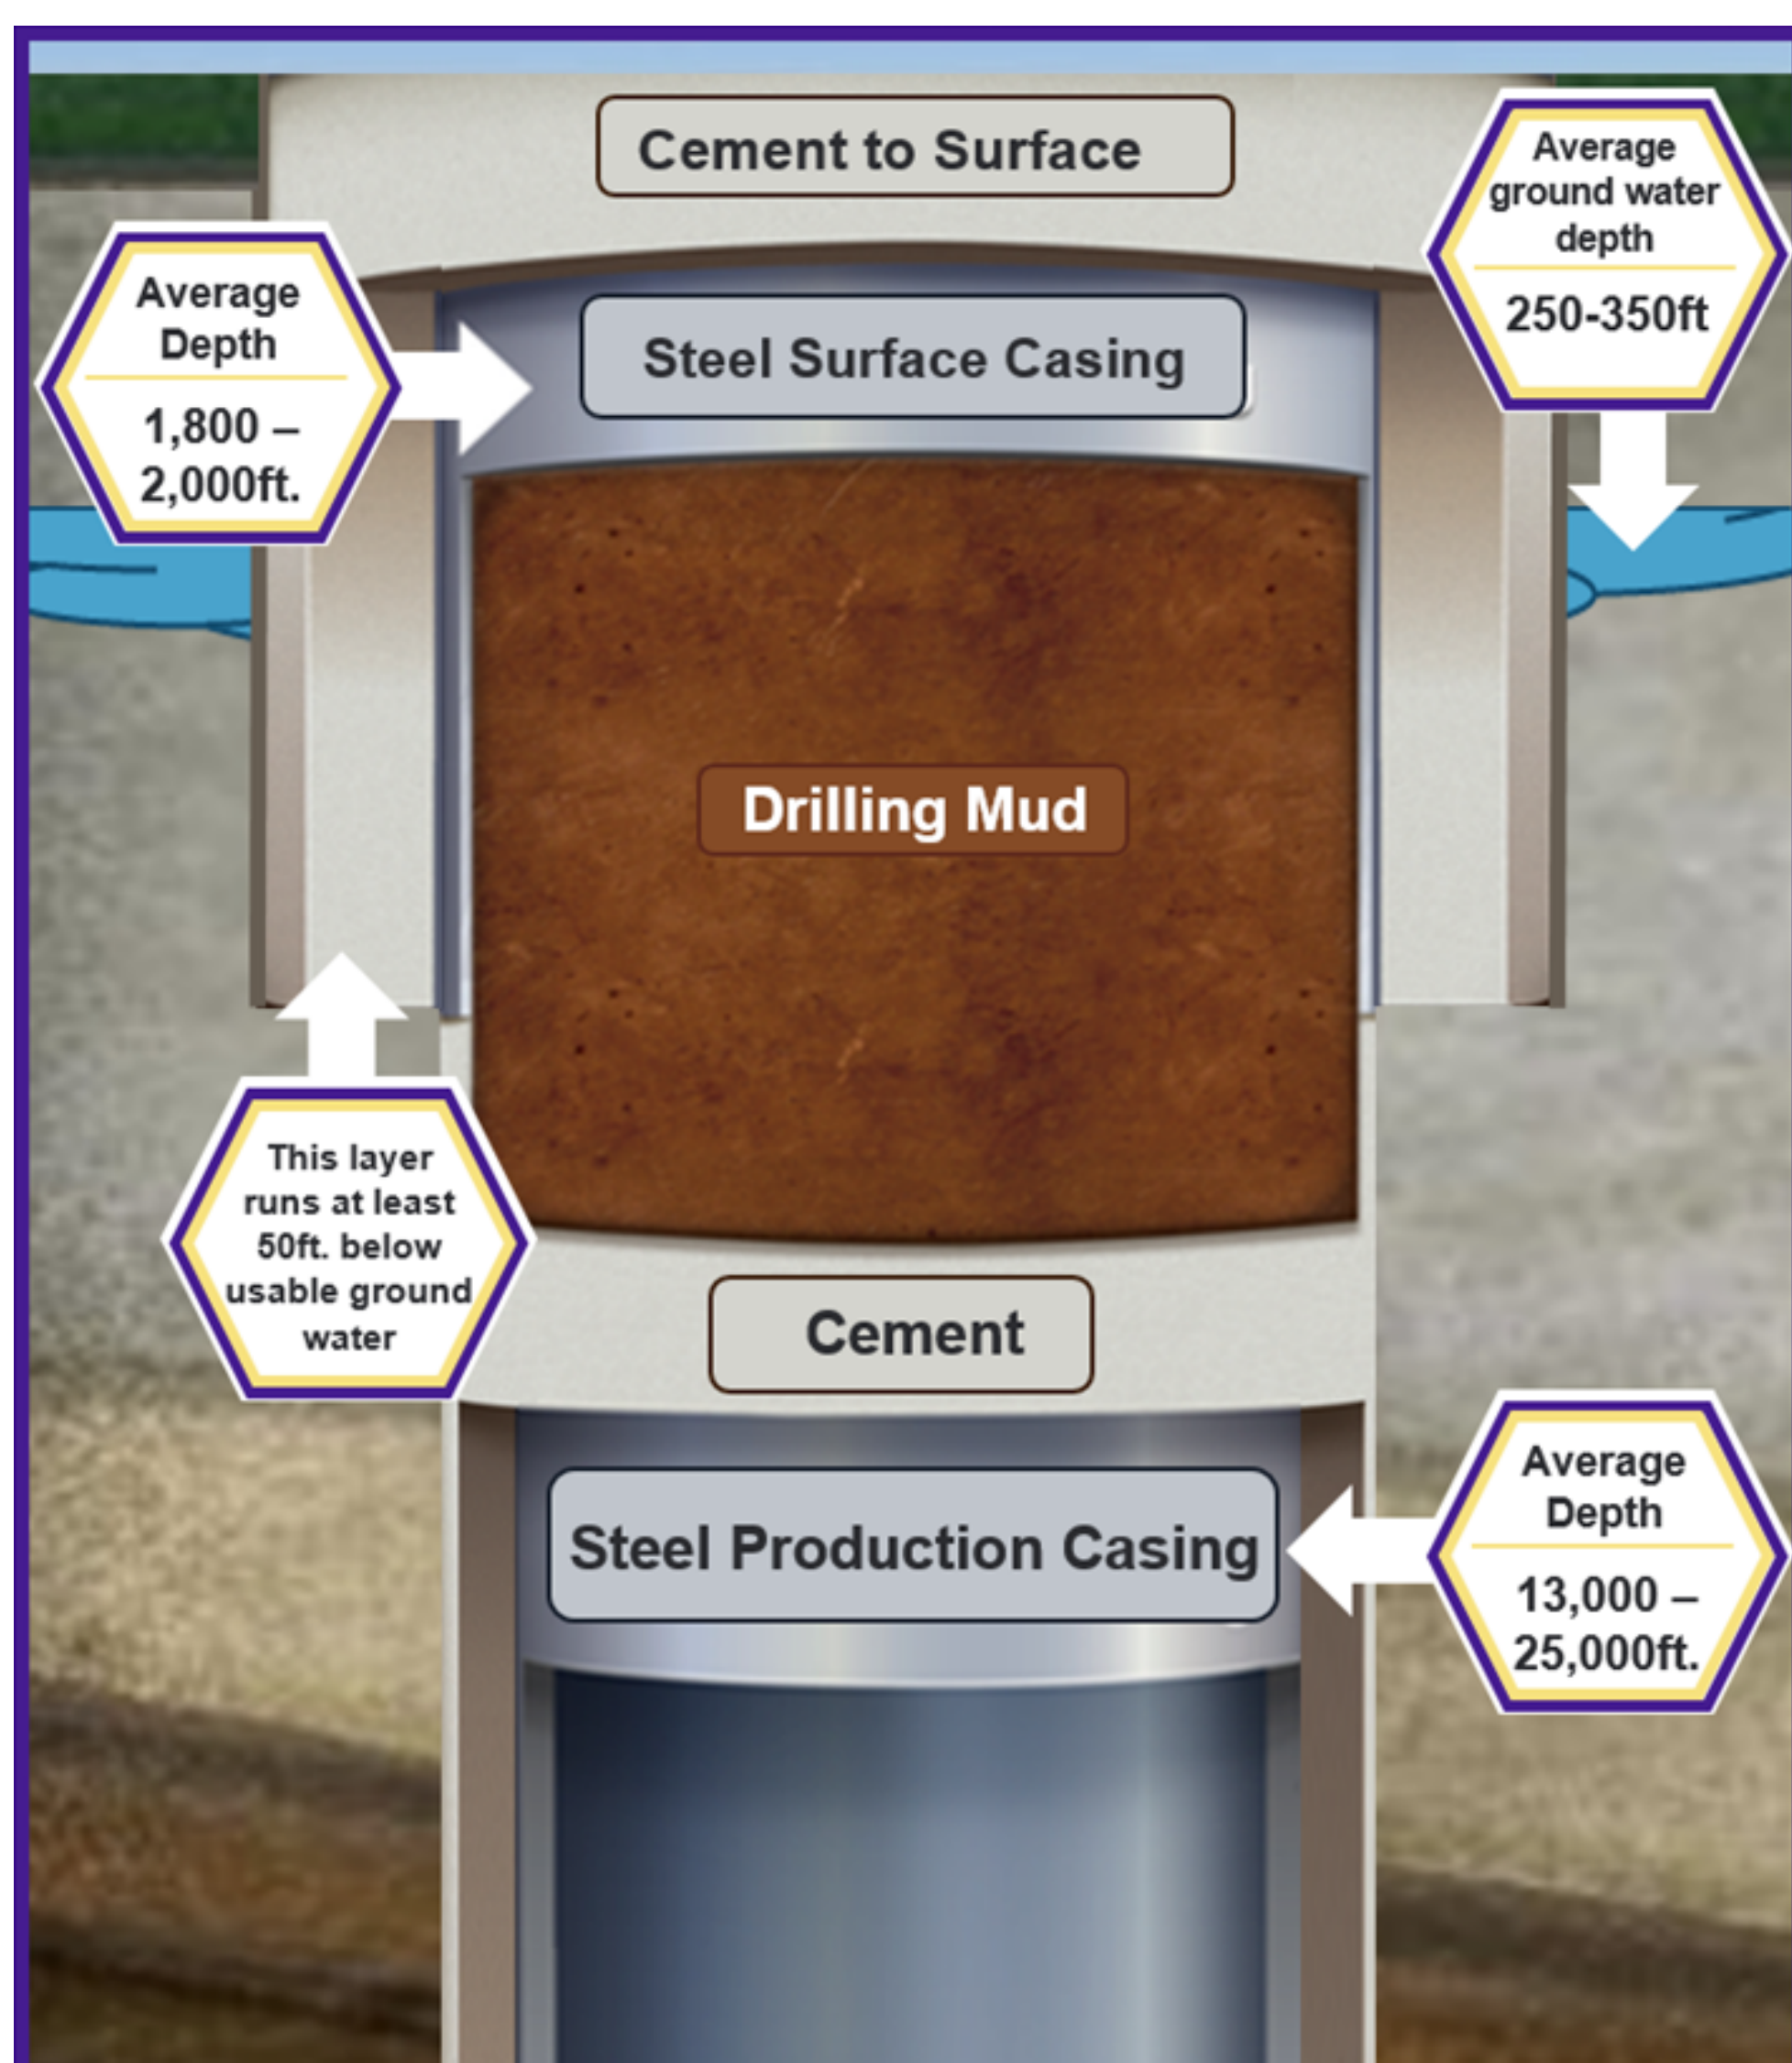 Cement to Surface
Average
ground water
depth
250-350ft
Average
Depth
1,800 –
2,000ft.
Steel Surface Casing
Drilling Mud
This layer
runs at least
50ft. below
usable ground
water
Cement
Steel Production Casing
Average
Depth
13,000 –
25,000ft.